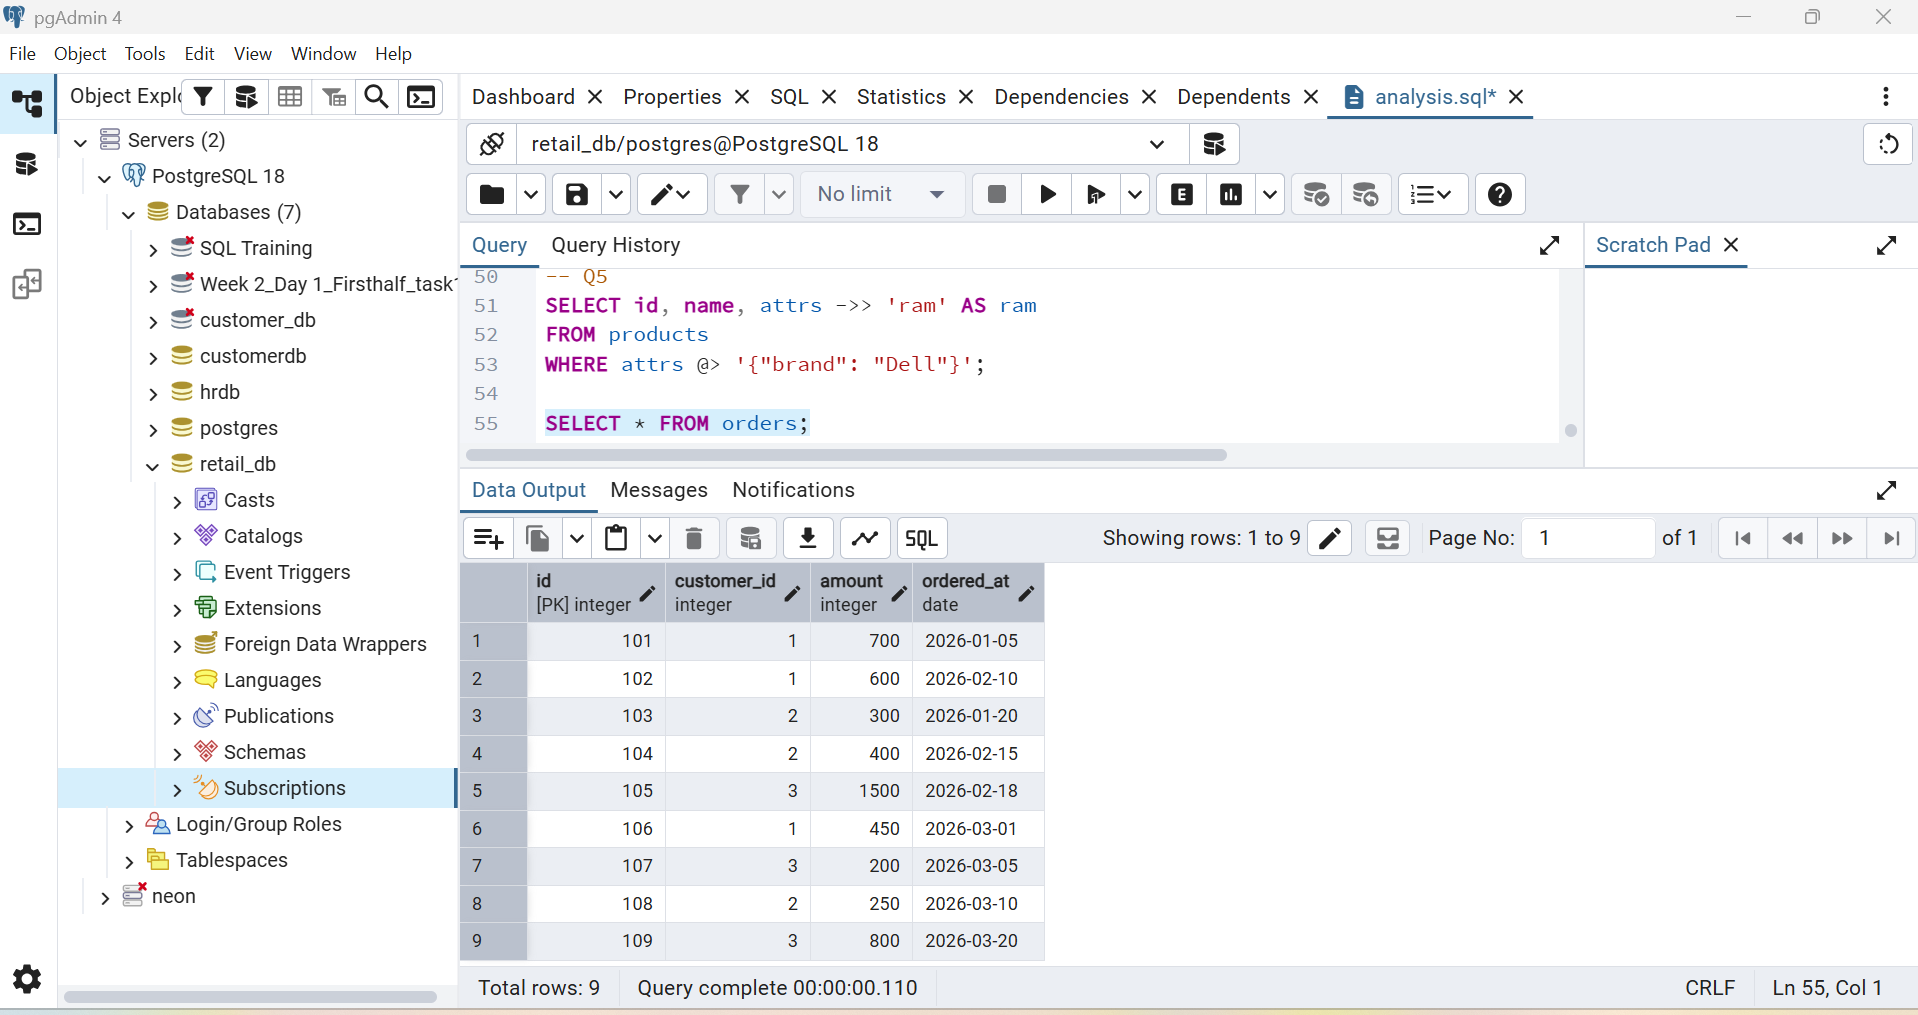 pgAdmin 4
File Object Tools Edit View Window Help
Object Expl
Servers (2)
PostgreSQL 18
Databases (7)
SQL Training
Week 2_Day 1_Firsthalf_task
customer_db
customerdb
hrdb
postgres
retail_db
Casts
Catalogs
Event Triggers
Extensions
Foreign Data Wrappers
Languages
Publications
Schemas
Subscriptions
Login/Group Roles
Tablespaces
neon
Dashboard Properties SQL Statistics Dependencies Dependents analysis.sql*
retail_db/postgres@PostgreSQL 18
No limit E
Query Query History
50 -- Q5
51 SELECT id, name, attrs ->> 'ram' AS ram
52 FROM products
53 WHERE attrs @> '{"brand": "Dell"}';
54
55 SELECT * FROM orders;
Scratch Pad
Data Output Messages Notifications
SQL Showing rows: 1 to 9 Page No: 1 of 1
id customer_id amount ordered_at
[PK] integer integer integer date
1 101 1 700 2026-01-05
2 102 1 600 2026-02-10
3 103 2 300 2026-01-20
4 104 2 400 2026-02-15
5 105 3 1500 2026-02-18
6 106 1 450 2026-03-01
7 107 3 200 2026-03-05
8 108 2 250 2026-03-10
9 109 3 800 2026-03-20
Total rows: 9 Query complete 00:00:00.110 CRLF Ln 55, Col 1